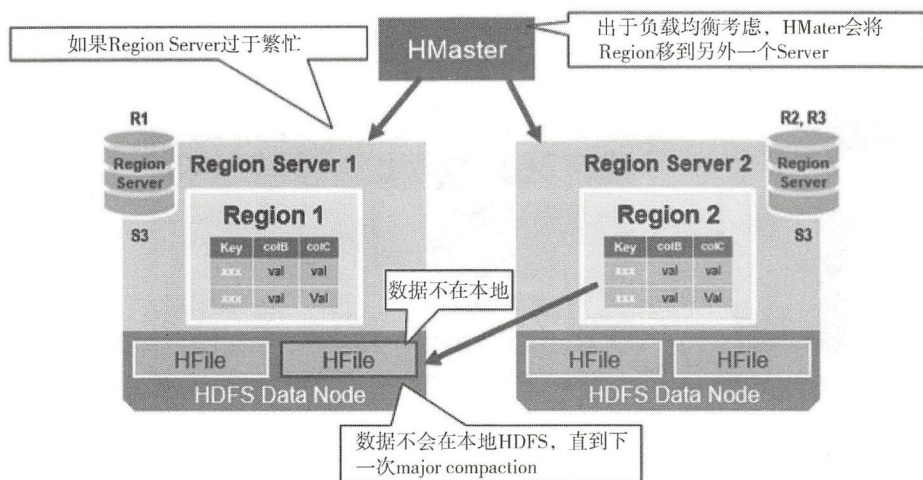 如果Region Server过于繁忙
HMaster
出于负载均衡考虑，HMater会将
Region移到另外一个Server
R1
Region
Server
S3
Region Server 1
Region 1
Key colB colC
xxx val val
xxx val Val
数据不在本地
HFile
HFile
HDFS Data Node
R2, R3
Region
Server
S3
Region Server 2
Region 2
Key colB colC
xxx val val
xxx val Val
HFile
HFile
HDFS Data Node
数据不会在本地HDFS，直到下
一次major compaction